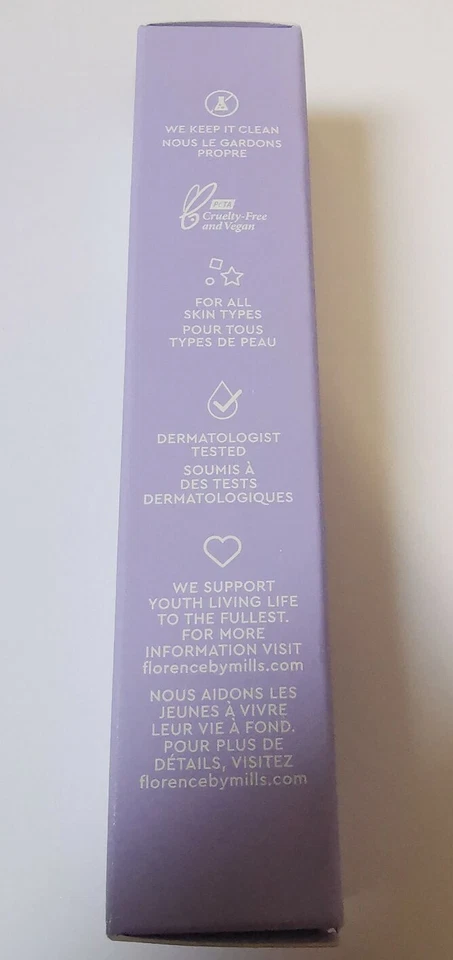 WE KEEP IT CLEAN
NOUS LE GARDONS
PROPRE
PeTA
Cruelty-Free
and Vegan
FOR ALL
SKIN TYPES
POUR TOUS
TYPES DE PEAU
DERMATOLOGIST
TESTED
SOUMIS À
DES TESTS
DERMATOLOGIQUES
WE SUPPORT
YOUTH LIVING LIFE
TO THE FULLEST.
FOR MORE
INFORMATION VISIT
florencebymills.com
NOUS AIDONS LES
JEUNES À VIVRE
LEUR VIE À FOND.
POUR PLUS DE
DÉTAILS, VISITEZ
florencebymills.com